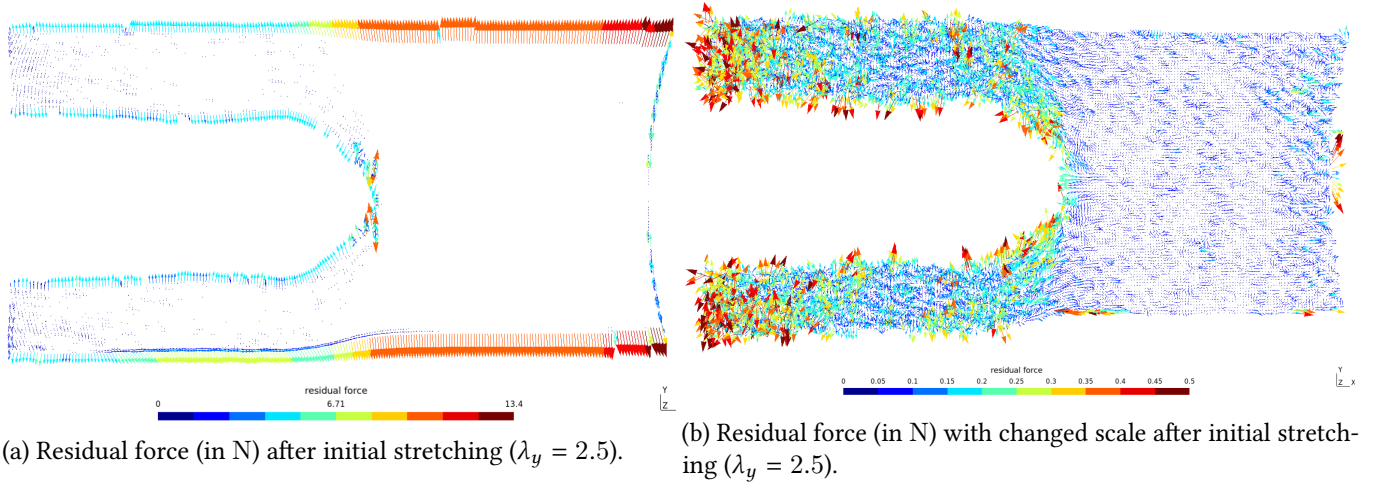 residual force
0 6.71 13.4
Y
Z
(a) Residual force (in N) after initial stretching (λy = 2.5).
residual force
0 0.05 0.1 0.15 0.2 0.25 0.3 0.35 0.4 0.45 0.5
Y
Z X
(b) Residual force (in N) with changed scale after initial stretch-
ing (λy = 2.5).